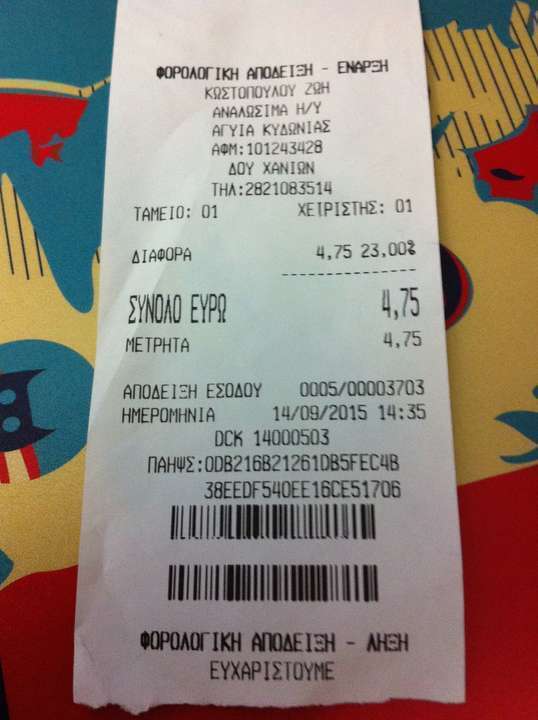 ΦΟΡΟΛΟΓΙΚΗ ΑΠΟΔΕΙΞΗ - ΕΝΑΡΞΗ
ΚΩΣΤΟΠΟΥΛΟΥ ΖΩΗ
ΑΝΑΛΩΣΙΜΑ Η/Υ
ΑΓΥΙΑ ΚΥΔΩΝΙΑΣ
ΑΦΜ:101243428
ΔΟΥ ΧΑΝΙΩΝ
ΤΗΛ:2821083514
ΤΑΜΕΙΟ: 01 ΧΕΙΡΙΣΤΗΣ: 01
ΔΙΑΦΟΡΑ 4,75 23,00%
--------------
ΣΥΝΟΛΟ ΕΥΡΩ 4,75
ΜΕΤΡΗΤΑ 4,75
ΑΠΟΔΕΙΞΗ ΕΣΟΔΟΥ 0005/00003703
ΗΜΕΡΟΜΗΝΙΑ 14/09/2015 14:35
DCK 14000503
ΠΑΗΨΣ:0DB216B21261DB5FEC4B
38EEDF540EE16CE51706
ΦΟΡΟΛΟΓΙΚΗ ΑΠΟΔΕΙΞΗ - ΛΗΞΗ
ΕΥΧΑΡΙΣΤΟΥΜΕ